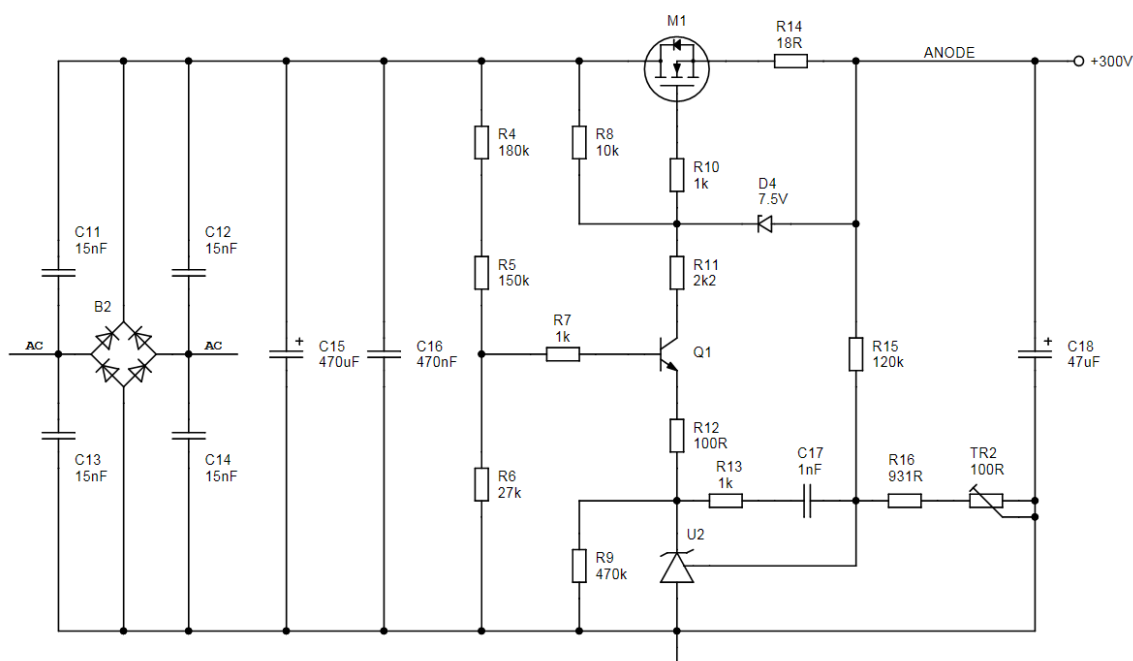 M1
R14
18R
ANODE
+300V
R4
180k
R8
10k
R10
1k
D4
7.5V
C11
15nF
C12
15nF
R5
150k
R11
2k2
B2
AC
AC
C15
470uF
+
C16
470nF
R7
1k
Q1
R15
120k
+
C18
47uF
R12
100R
C13
15nF
C14
15nF
R6
27k
R13
1k
C17
1nF
R16
931R
TR2
100R
U2
R9
470k